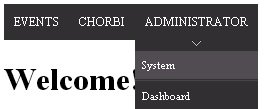 EVENTS CHORBI ADMINISTRATOR
System
Welcome!
Dashboard